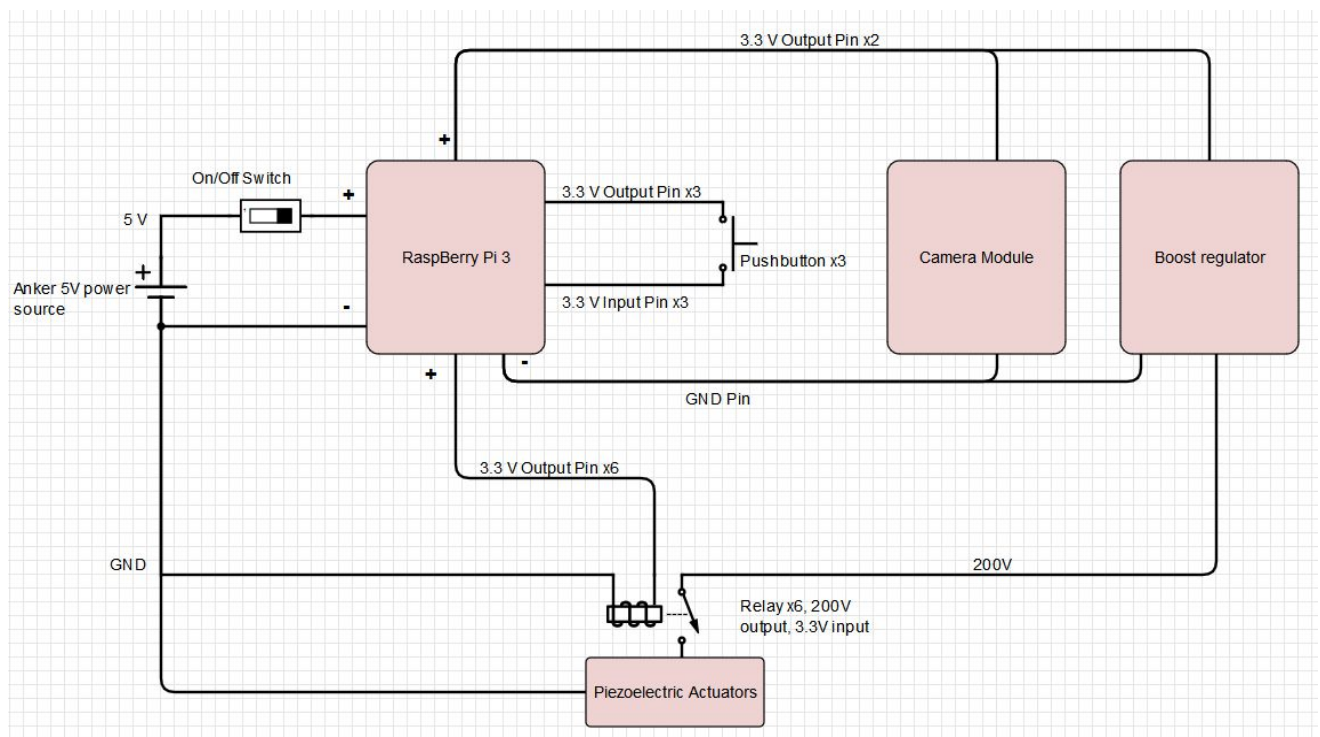 3.3 V Output Pin x2
+
On/Off Switch
+
3.3 V Output Pin x3
5 V
RaspBerry Pi 3
Camera Module
Boost regulator
+
Pushbutton x3
Anker 5V power
source
-
3.3 V Input Pin x3
+
-
GND Pin
3.3 V Output Pin x6
GND
200V
Relay x6, 200V
output, 3.3V input
Piezoelectric Actuators